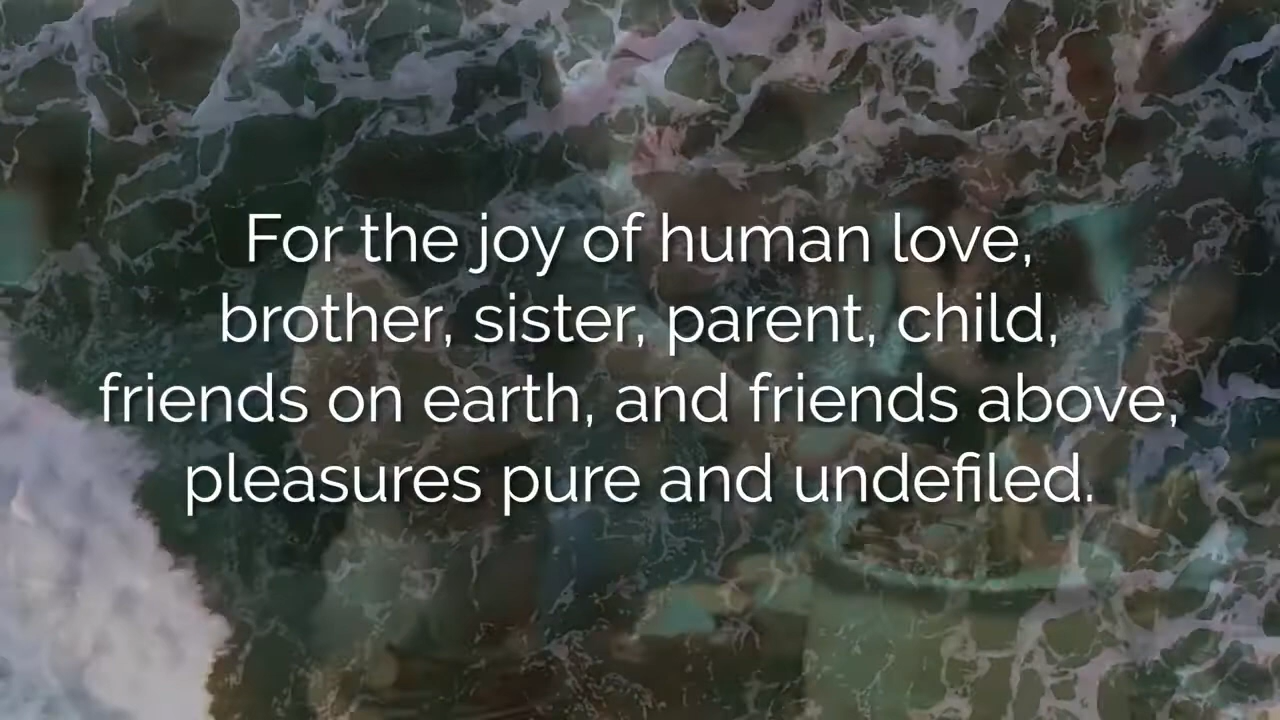 For the joy of human love,
brother, sister, parent, child,
friends on earth, and friends above,
pleasures pure and undefiled.